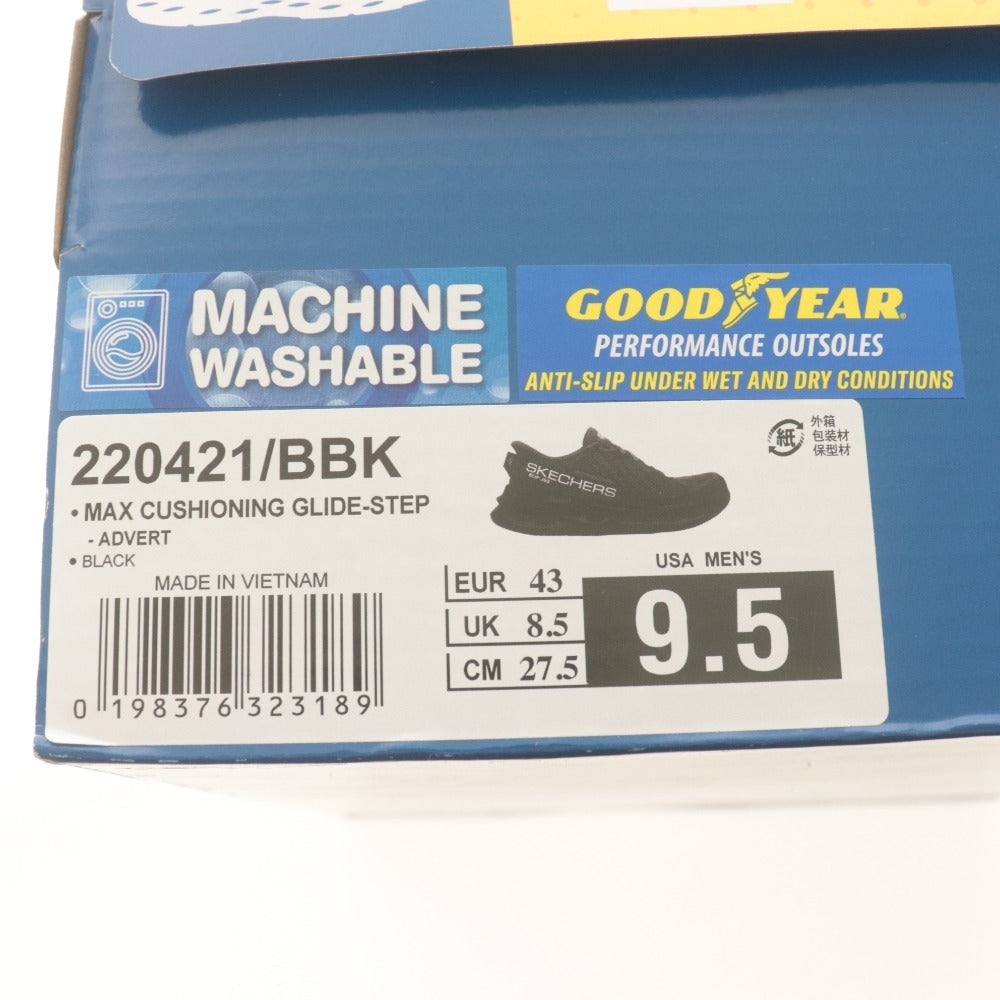 MACHINE
WASHABLE
GOODYEAR
PERFORMANCE OUTSOLES
ANTI-SLIP UNDER WET AND DRY CONDITIONS
220421/BBK
• MAX CUSHIONING GLIDE-STEP
- ADVERT
• BLACK
MADE IN VIETNAM
0 198376 323189
SKECHERS
紙
外箱
包装材
保型材
USA MEN'S
9.5
EUR 43
UK 8.5
CM 27.5